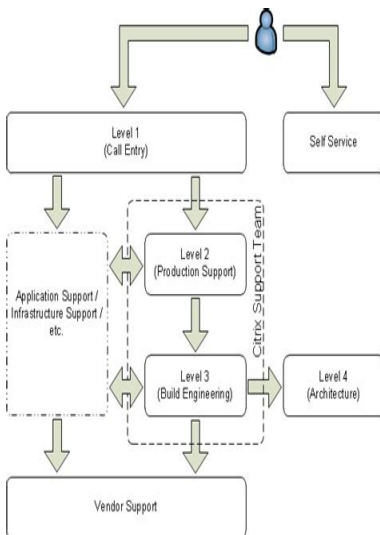 Level 1
(Call Entry)
Self Service
Citrix Support Team
Level 2
(Production Support)
Application Support /
Infrastructure Support /
etc.
Level 3
(Build Engineering)
Level 4
(Architecture)
Vendor Support